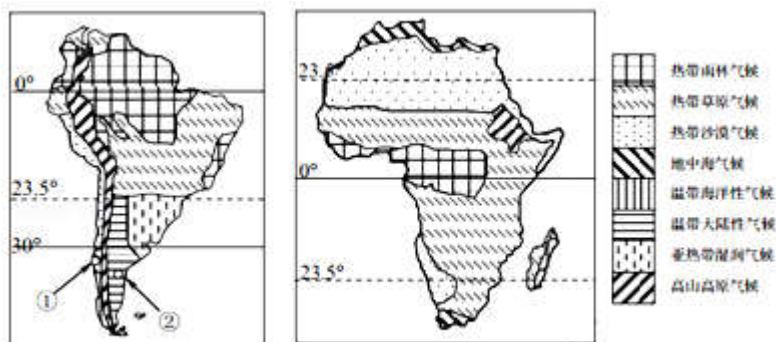 0°
23.5°
30°
①
②
23.
0°
23.5°
热带雨林气候
热带草原气候
热带沙漠气候
地中海气候
温带海洋性气候
温带大陆性气候
亚热带湿润气候
高山高原气候